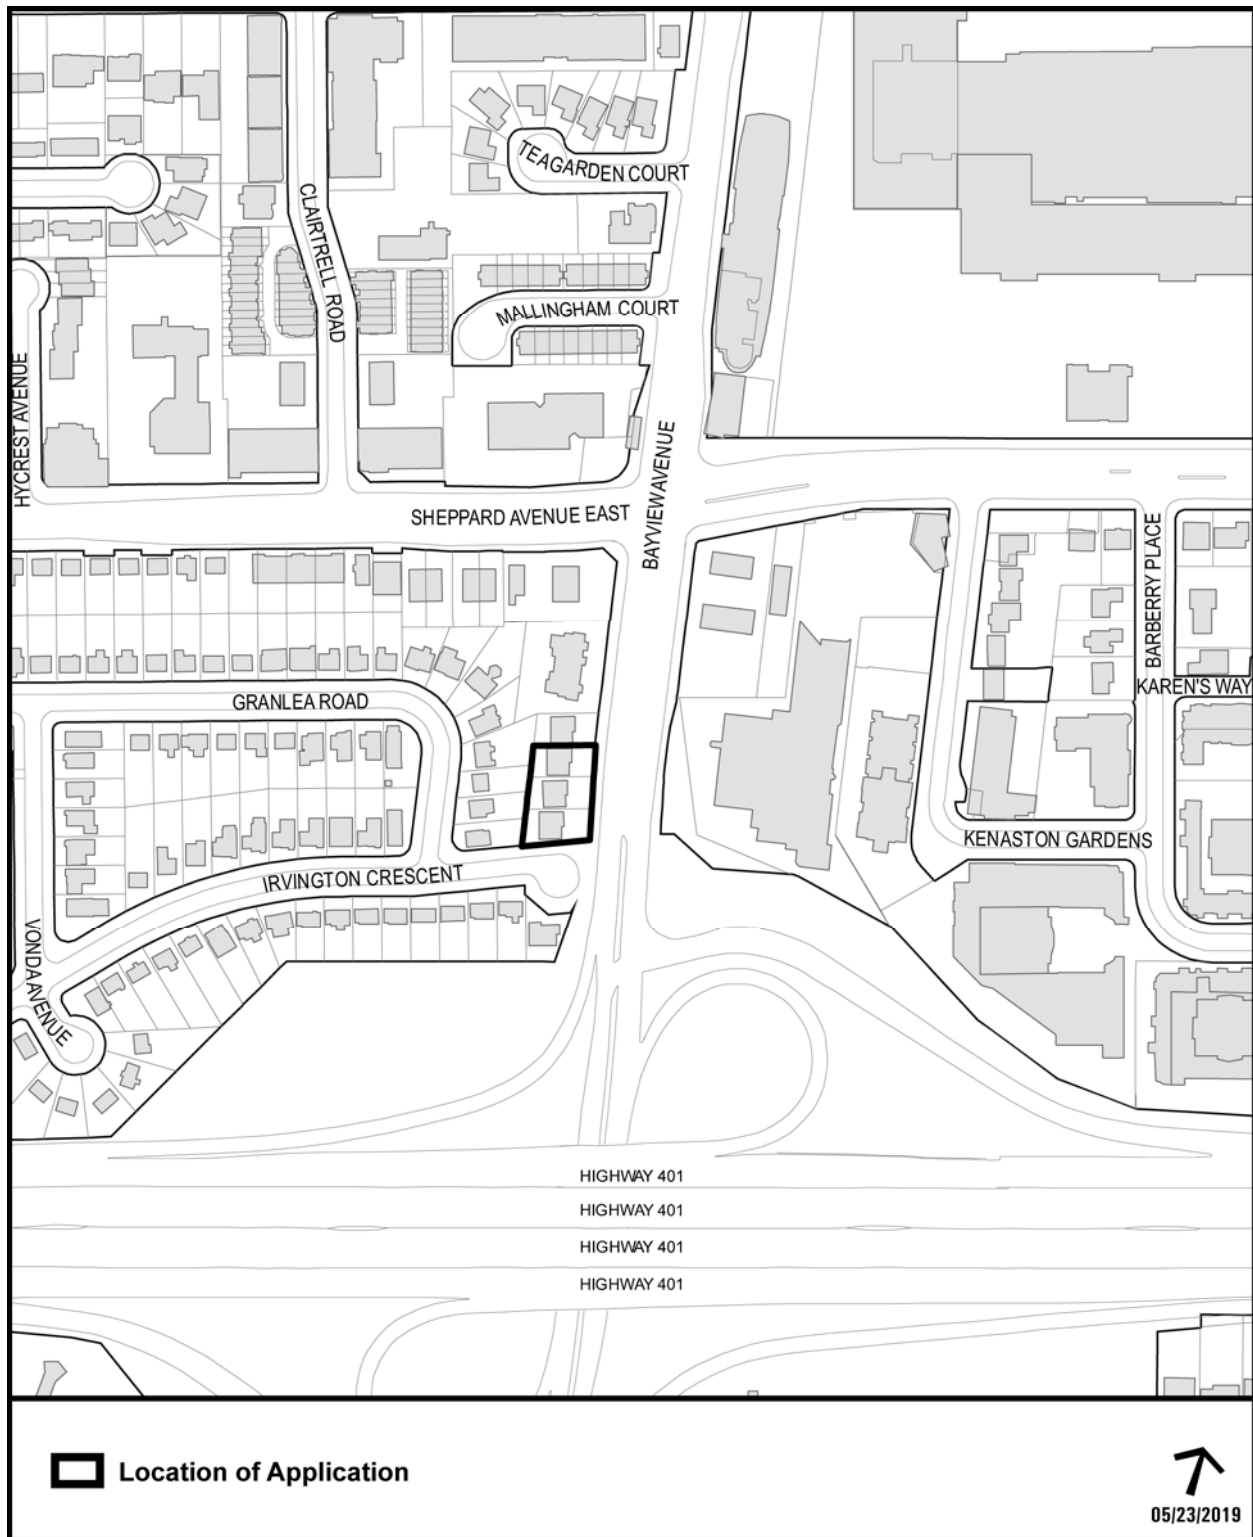 TEAGARDEN COURT
CLAIRTRELL ROAD
MALLINGHAM COURT
HYCREST AVENUE
BAYVIEW AVENUE
SHEPPARD AVENUE EAST
BARBERRY PLACE
KAREN'S WAY
GRANLEA ROAD
KENASTON GARDENS
IRVINGTON CRESCENT
VONDA AVENUE
HIGHWAY 401
HIGHWAY 401
HIGHWAY 401
HIGHWAY 401
Location of Application
05/23/2019